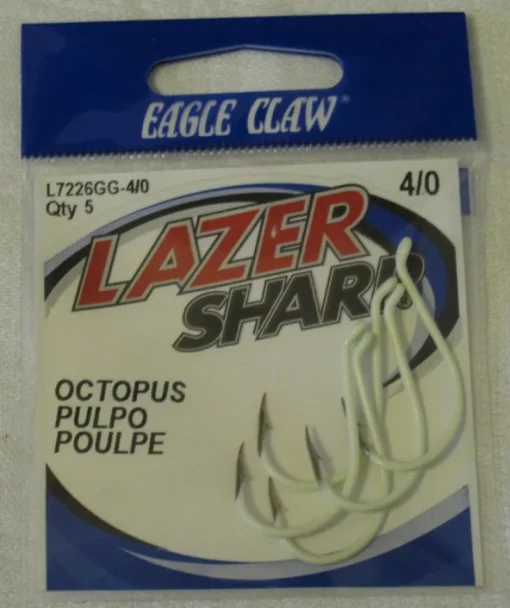 EAGLE CLAW®
L7226GG-4/0
4/0
Qty 5
LAZER
SHARP®
OCTOPUS
PULPO
POULPE